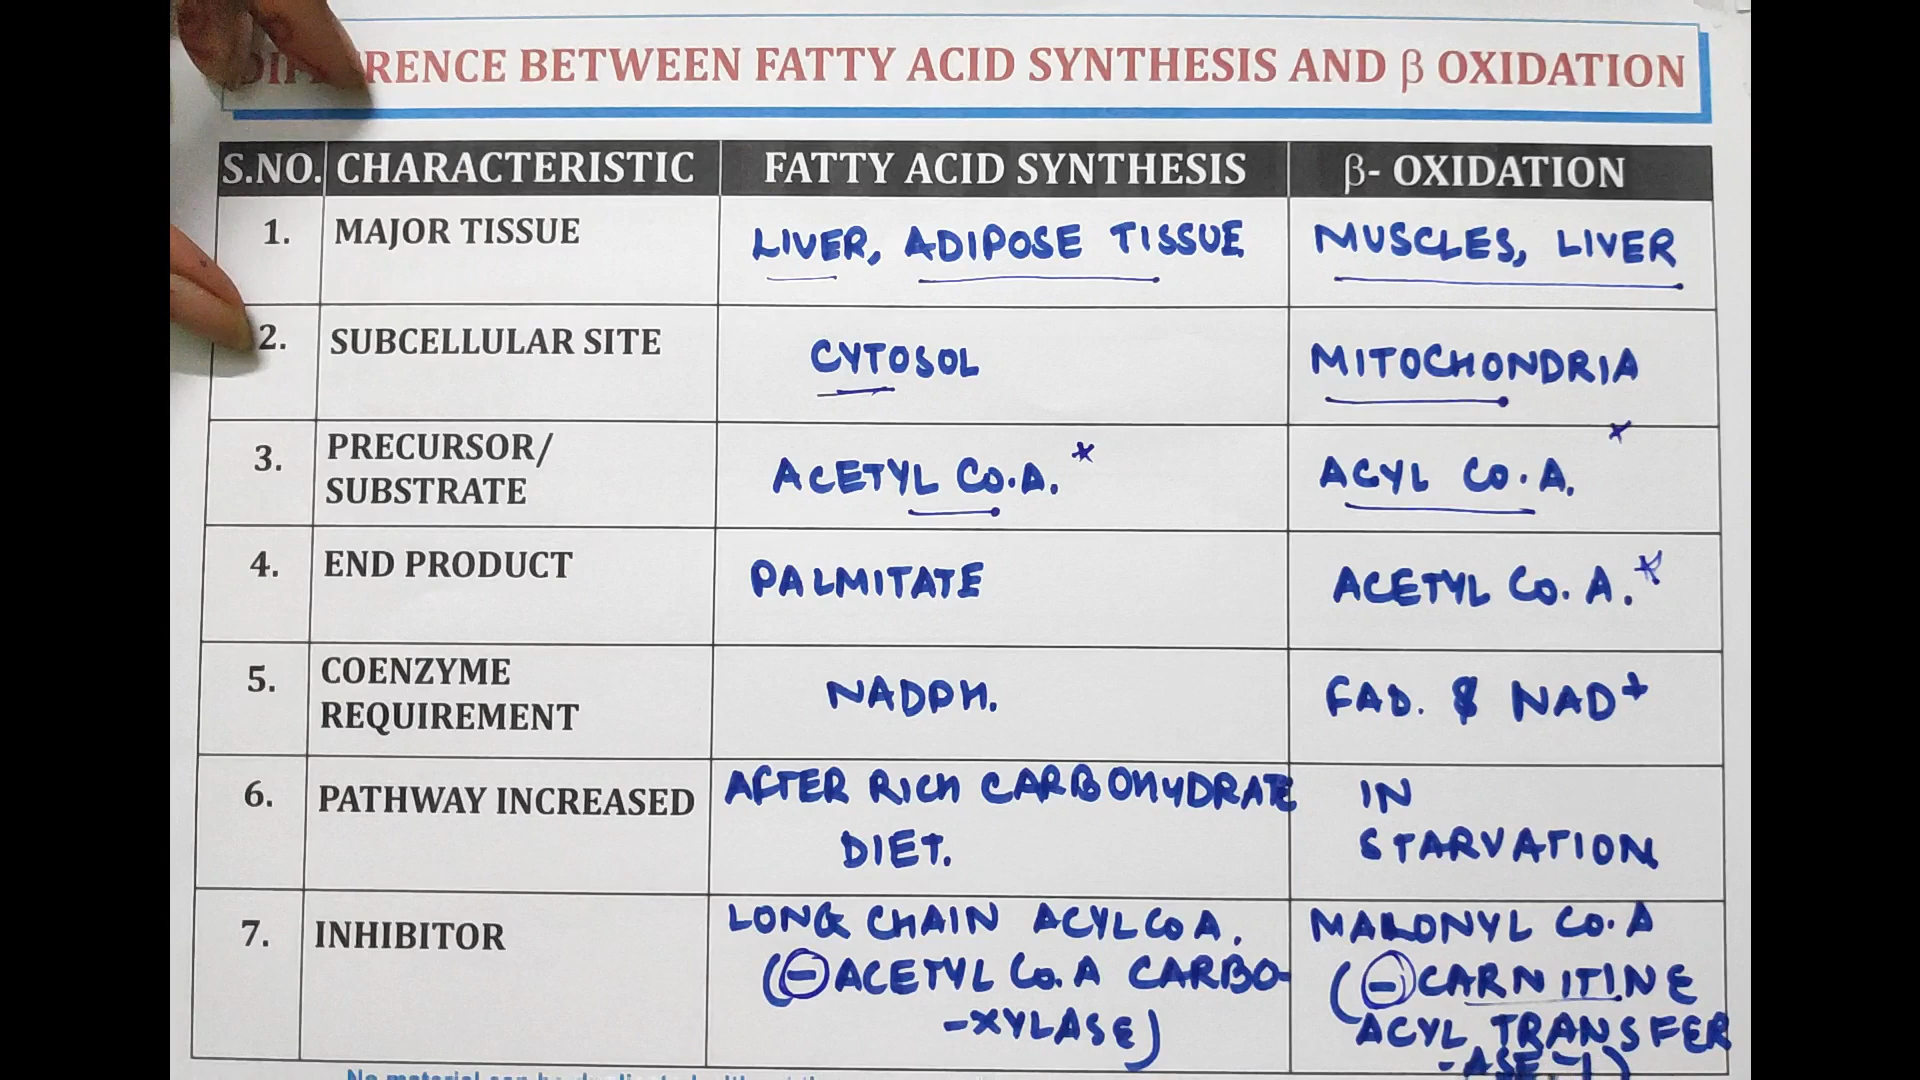 DIFFERENCE BETWEEN FATTY ACID SYNTHESIS AND β OXIDATION
S.NO. CHARACTERISTIC FATTY ACID SYNTHESIS β- OXIDATION
1. MAJOR TISSUE LIVER, ADIPOSE TISSUE MUSCLES, LIVER
2. SUBCELLULAR SITE CYTOSOL MITOCHONDRIA
3. PRECURSOR/
SUBSTRATE ACETYL CO.A. * ACYL CO.A. *
4. END PRODUCT PALMITATE ACETYL CO.A. *
5. COENZYME
REQUIREMENT NADPH. FAD. & NAD+
6. PATHWAY INCREASED AFTER RICH CARBOHYDRATE
DIET. IN
STARVATION
7. INHIBITOR LONG CHAIN ACYL CO A.
(⊖ ACETYL CO.A CARBO-
-XYLASE) MALONYL CO.A
(⊖ CARNITINE
ACYL TRANSFER
-ASE-1)